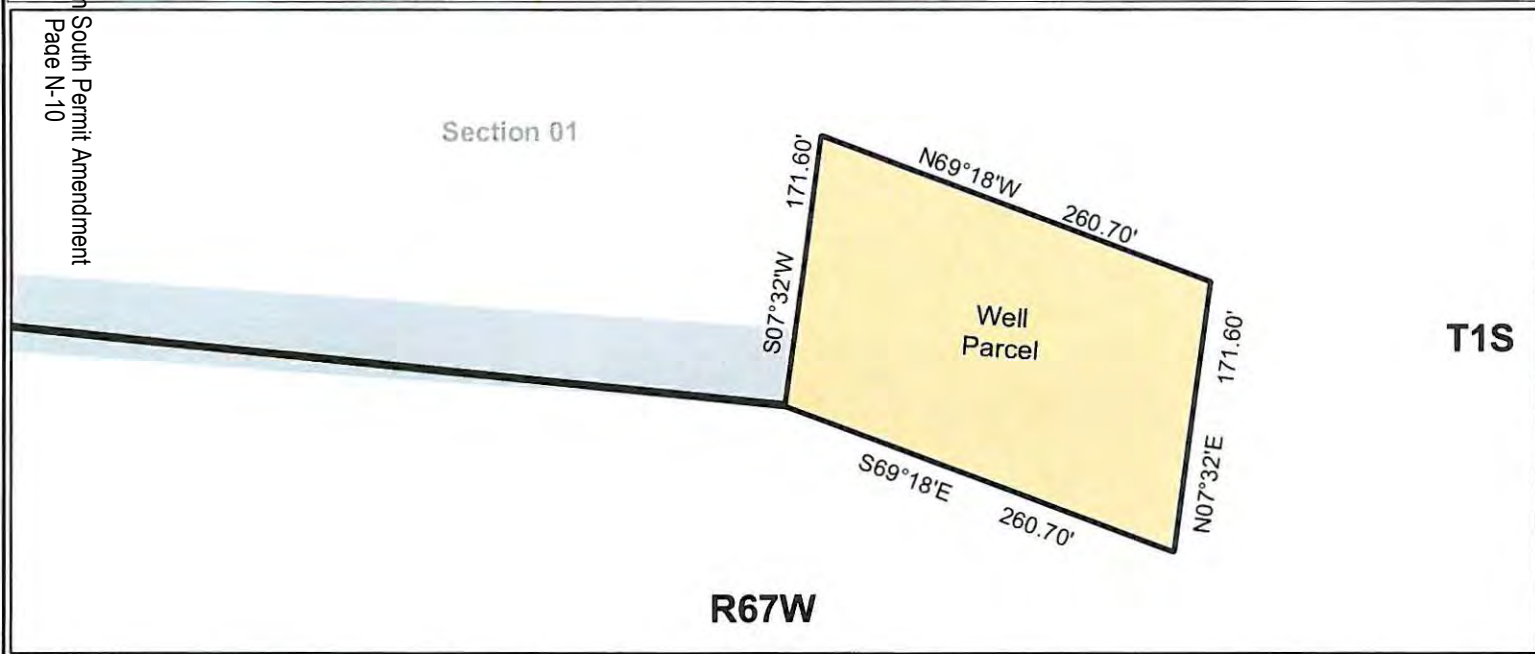 South Permit Amendment
Page N-10
Section 01
171.60'
S07°32'W
N69°18'W
260.70'
Well
Parcel
171.60'
N07°32'E
S69°18'E
260.70'
T1S
R67W